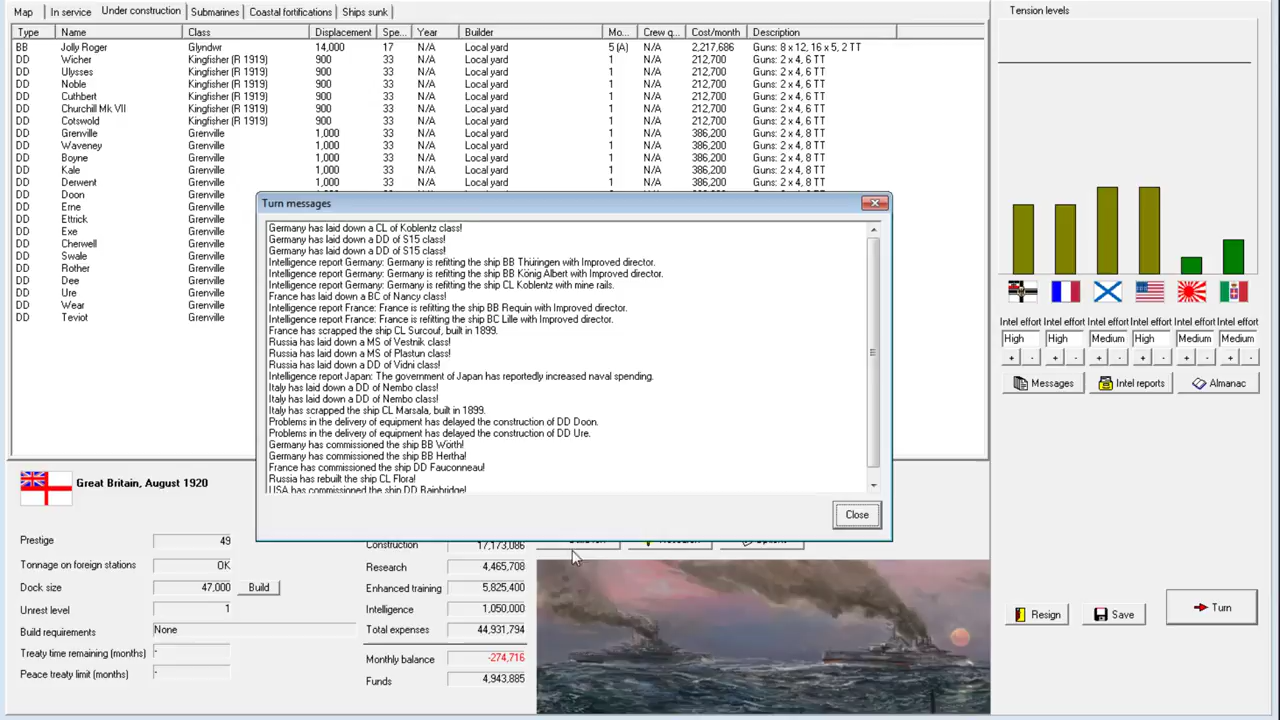 Map In service Under construction Submarines Coastal fortifications Ships sunk
Type Name Class Displacement Spe... Year Builder Mo... Crew q... Cost/month Description
BB Jolly Roger Glyndwr 14,000 17 N/A Local yard 5 (A) N/A 2,217,686 Guns: 8 x 12, 16 x 5, 2 TT
DD Wicher Kingfisher (R 1919) 900 33 N/A Local yard 1 N/A 212,700 Guns: 2 x 4, 6 TT
DD Ulysses Kingfisher (R 1919) 900 33 N/A Local yard 1 N/A 212,700 Guns: 2 x 4, 6 TT
DD Noble Kingfisher (R 1919) 900 33 N/A Local yard 1 N/A 212,700 Guns: 2 x 4, 6 TT
DD Cuthbert Kingfisher (R 1919) 900 33 N/A Local yard 1 N/A 212,700 Guns: 2 x 4, 6 TT
DD Churchill Mk VII Kingfisher (R 1919) 900 33 N/A Local yard 1 N/A 212,700 Guns: 2 x 4, 6 TT
DD Cotswold Kingfisher (R 1919) 900 33 N/A Local yard 1 N/A 212,700 Guns: 2 x 4, 6 TT
DD Grenville Grenville 1,000 33 N/A Local yard 1 N/A 386,200 Guns: 2 x 4, 8 TT
DD Waveney Grenville 1,000 33 N/A Local yard 1 N/A 386,200 Guns: 2 x 4, 8 TT
DD Boyne Grenville 1,000 33 N/A Local yard 1 N/A 386,200 Guns: 2 x 4, 8 TT
DD Kale Grenville 1,000 33 N/A Local yard 1 N/A 386,200 Guns: 2 x 4, 8 TT
DD Derwent Grenville 1,000 33 N/A Local yard 1 N/A 386,200 Guns: 2 x 4, 8 TT
DD Doon Grenville
DD Erne Grenville
DD Ettrick Grenville
DD Exe Grenville
DD Cherwell Grenville
DD Swale Grenville
DD Rother Grenville
DD Dee Grenville
DD Ure Grenville
DD Wear Grenville
DD Teviot Grenville
Turn messages
Germany has laid down a CL of Koblentz class!
Germany has laid down a DD of S15 class!
Germany has laid down a DD of S15 class!
Intelligence report Germany: Germany is refitting the ship BB Thüringen with Improved director.
Intelligence report Germany: Germany is refitting the ship BB König Albert with Improved director.
Intelligence report Germany: Germany is refitting the ship CL Koblentz with mine rails.
France has laid down a BC of Nancy class!
Intelligence report France: France is refitting the ship BB Requin with Improved director.
Intelligence report France: France is refitting the ship BC Lille with Improved director.
France has scrapped the ship CL Surcouf, built in 1899.
Russia has laid down a MS of Vestnik class!
Russia has laid down a MS of Plastun class!
Russia has laid down a DD of Vidni class!
Intelligence report Japan: The government of Japan has reportedly increased naval spending.
Italy has laid down a DD of Nembo class!
Italy has laid down a DD of Nembo class!
Italy has scrapped the ship CL Marsala, built in 1899.
Problems in the delivery of equipment has delayed the construction of DD Doon.
Problems in the delivery of equipment has delayed the construction of DD Ure.
Germany has commissioned the ship BB Wörth!
Germany has commissioned the ship BB Hertha!
France has commissioned the ship DD Fauconneau!
Russia has rebuilt the ship CL Flora!
USA has commissioned the ship DD Bainbridge!
Close
Great Britain, August 1920
Prestige 49
Tonnage on foreign stations OK
Dock size 47,000 Build
Unrest level 1
Build requirements None
Treaty time remaining (months) -
Peace treaty limit (months) -
Construction 17,173,086
Research 4,465,708
Enhanced training 5,825,400
Intelligence 1,050,000
Total expenses 44,931,794
Monthly balance -274,716
Funds 4,943,885
Tension levels
Intel effort Intel effort Intel effort Intel effort Intel effort Intel effort
High High Medium High Medium Medium
+ - + - + - + - + - + -
Messages Intel reports Almanac
Resign Save Turn